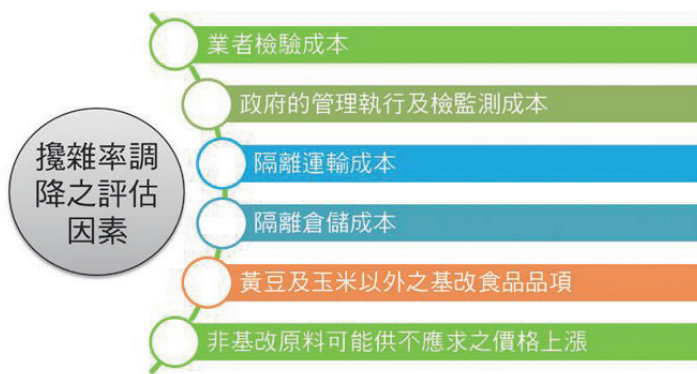 攙雜率調
降之評估
因素
業者檢驗成本
政府的管理執行及檢監測成本
隔離運輸成本
隔離倉儲成本
黃豆及玉米以外之基改食品品項
非基改原料可能供不應求之價格上漲